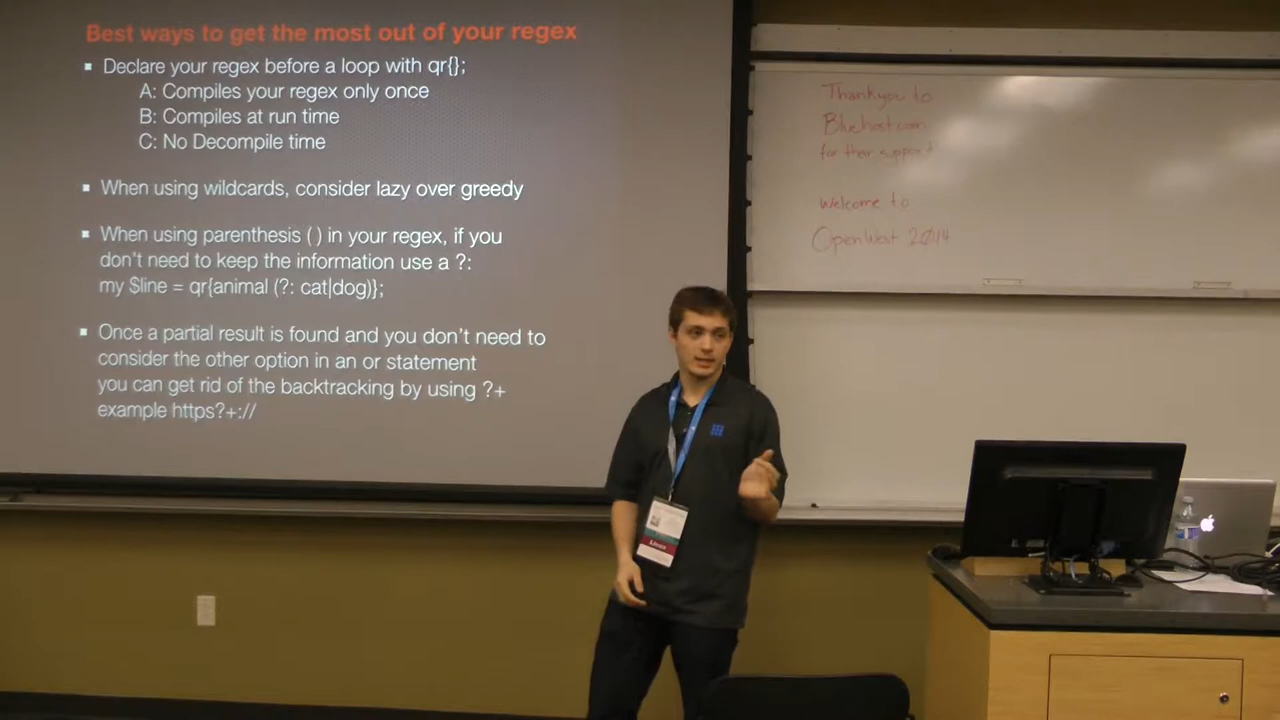 Best ways to get the most out of your regex
▪ Declare your regex before a loop with qr{};
A: Compiles your regex only once
B: Compiles at run time
C: No Decompile time
▪ When using wildcards, consider lazy over greedy
▪ When using parenthesis ( ) in your regex, if you
don't need to keep the information use a ?:
my $line = qr{animal (?: cat|dog)};
▪ Once a partial result is found and you don't need to
consider the other option in an or statement
you can get rid of the backtracking by using ?+
example https?+://
Thankyou to
Bluehost.com
for their support
Welcome to
OpenWest 2014
Linux